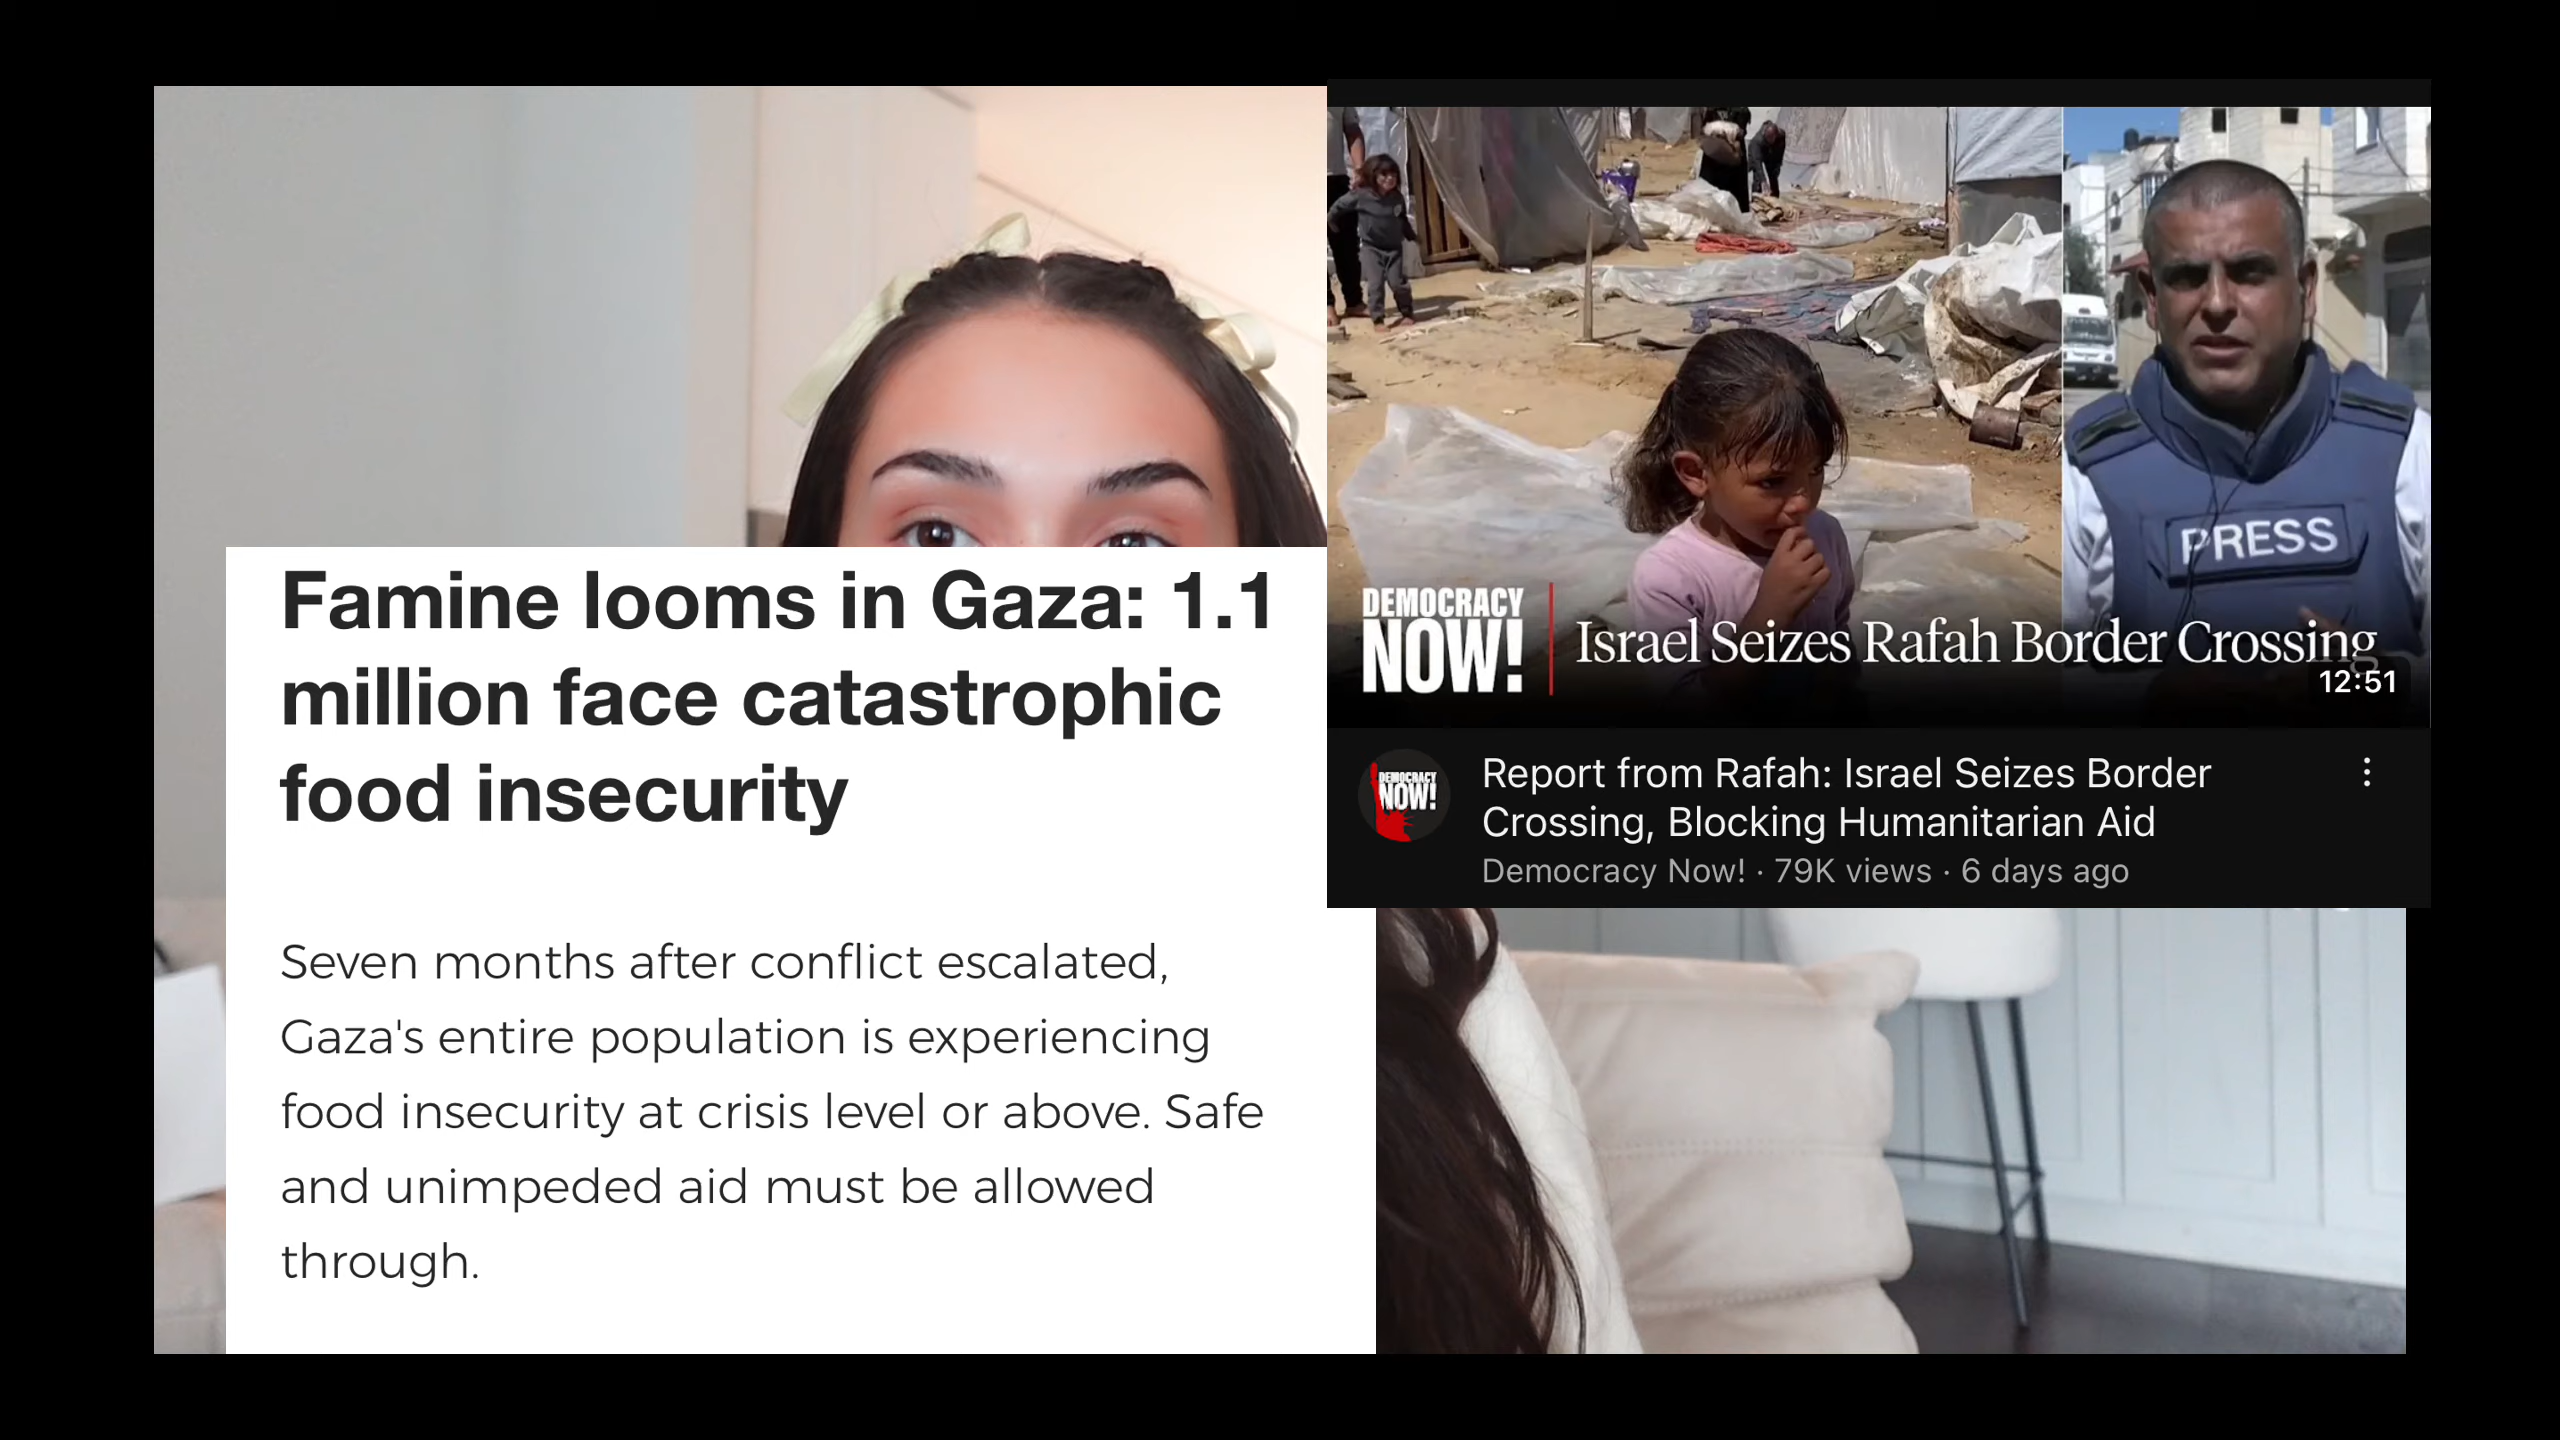 Famine looms in Gaza: 1.1
million face catastrophic
food insecurity
Seven months after conflict escalated,
Gaza's entire population is experiencing
food insecurity at crisis level or above. Safe
and unimpeded aid must be allowed
through.
PRESS
DEMOCRACY
NOW!
Israel Seizes Rafah Border Crossing
12:51
DEMOCRACY
NOW!
Report from Rafah: Israel Seizes Border
Crossing, Blocking Humanitarian Aid
Democracy Now! · 79K views · 6 days ago